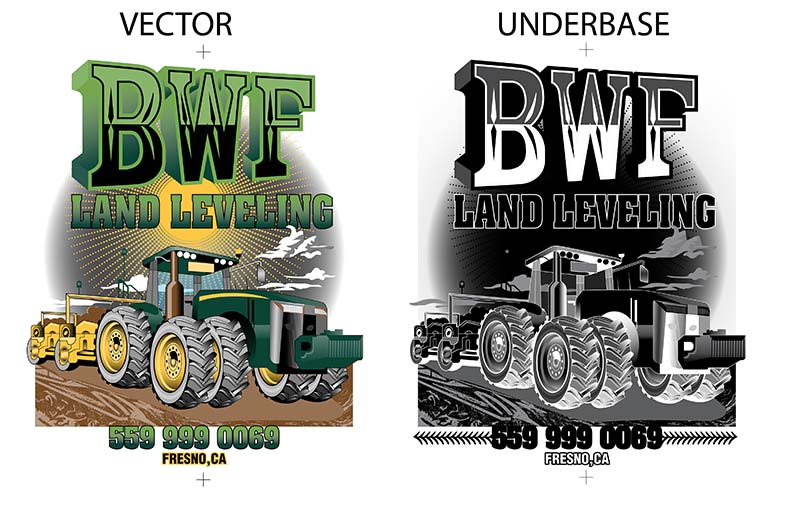 VECTOR
BWF
LAND LEVELING
559 999 0069
FRESNO,CA
UNDERBASE
BWF
LAND LEVELING
559 999 0069
FRESNO,CA